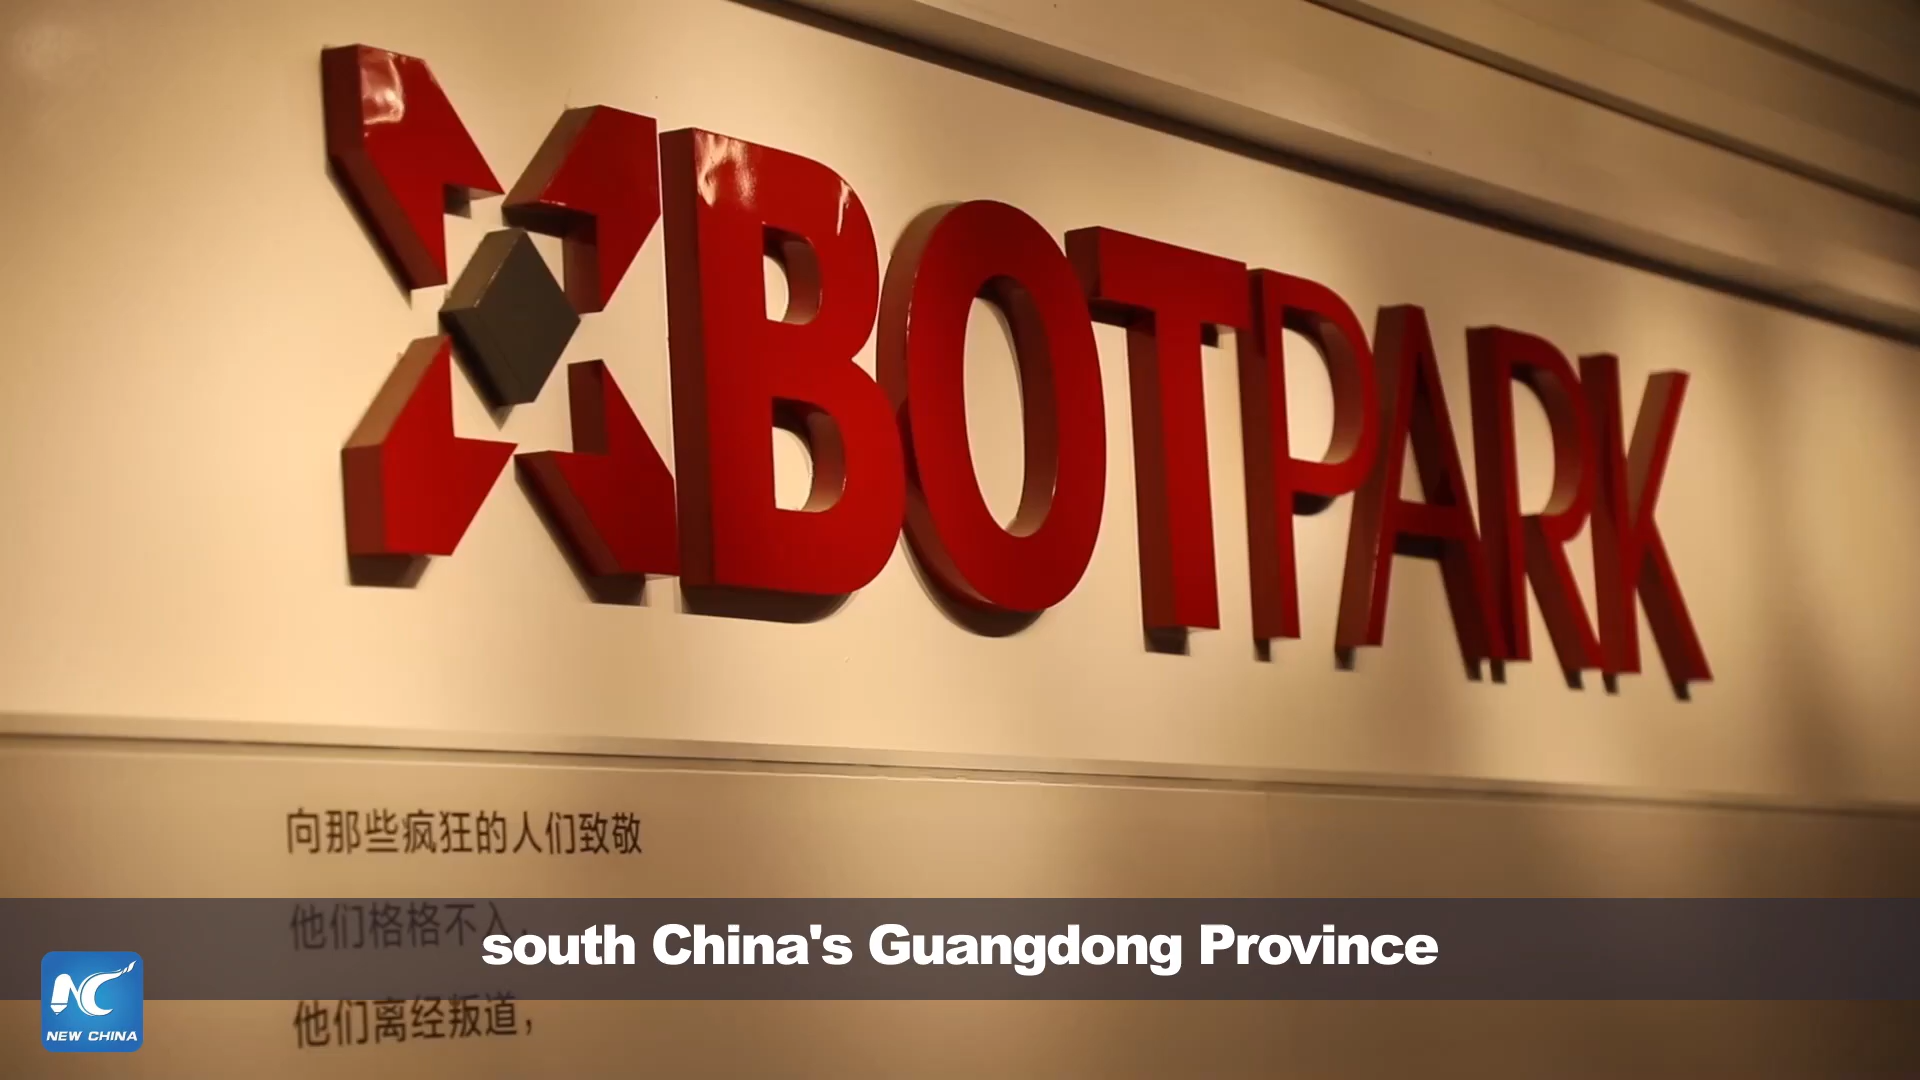 XBOTPARK
向那些疯狂的人们致敬
他们格格不入,
south China's Guangdong Province
他们离经叛道,
NC
NEW CHINA